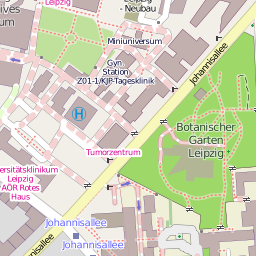 Leipzig
Leipzig -
Neubau
Miniuniversum
Gyn
Station
Z01-1/KJP-Tagesklinik
Johannisallee
H
Botanischer
Garten
Leipzig
Tumorzentrum
Leipzig
AÖR Rotes
Haus
Johannisallee
Johannisallee